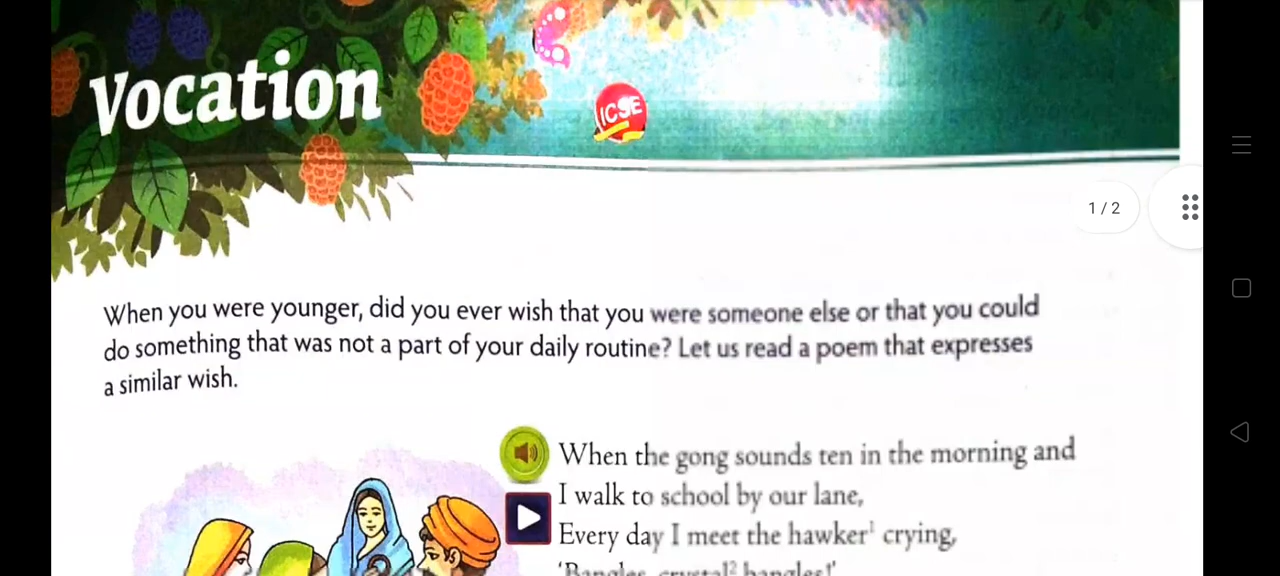 Vocation
ICSE
1 / 2
When you were younger, did you ever wish that you were someone else or that you could
do something that was not a part of your daily routine? Let us read a poem that expresses
a similar wish.
When the gong sounds ten in the morning and
I walk to school by our lane,
Every day I meet the hawker¹ crying,
'Bangles, crystal² bangles!'